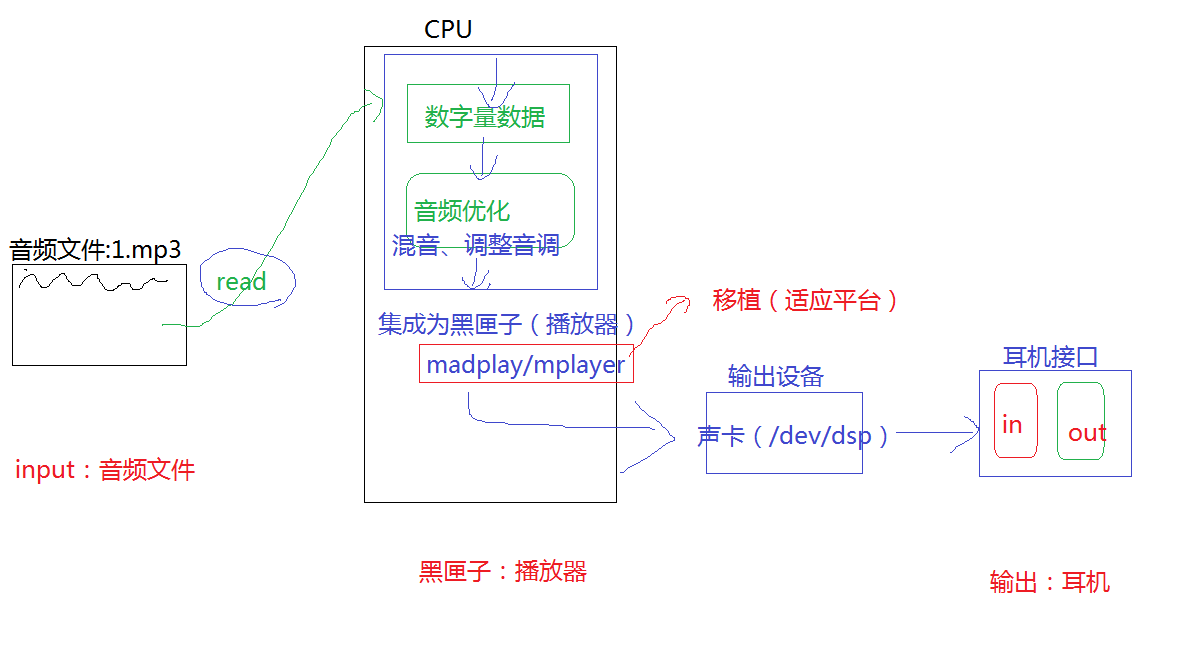 CPU
数字量数据
音频优化
混音、调整音调
音频文件:1.mp3
read
集成为黑匣子（播放器）
移植（适应平台）
madplay/mplayer
输出设备
声卡（/dev/dsp）
耳机接口
in
out
input：音频文件
黑匣子：播放器
输出：耳机